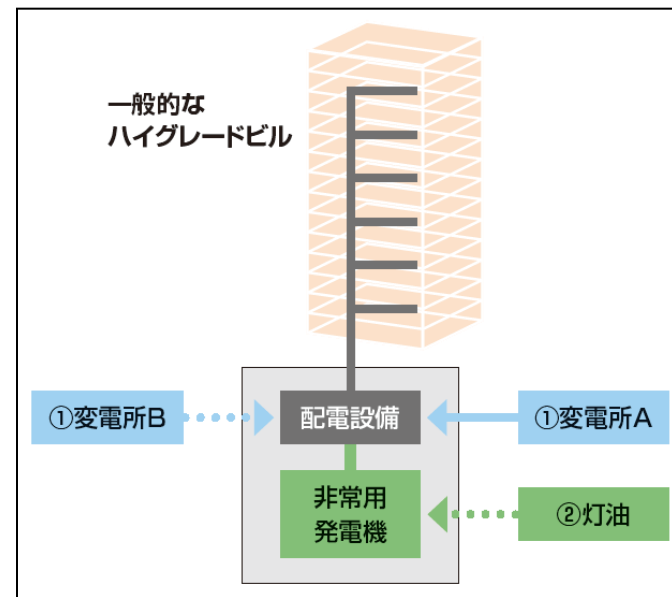 一般的な
ハイグレードビル
①変電所B
配電設備
①変電所A
非常用
発電機
②灯油